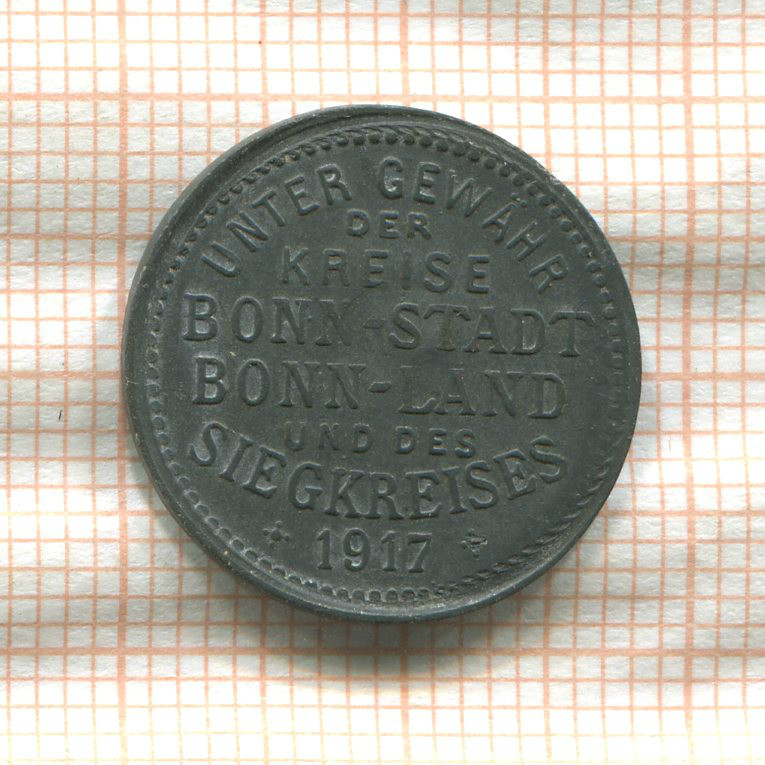 UNTER GEWÄHR
DER
KREISE
BONN-STADT
BONN-LAND
UND DES
SIEGKREISES
1917